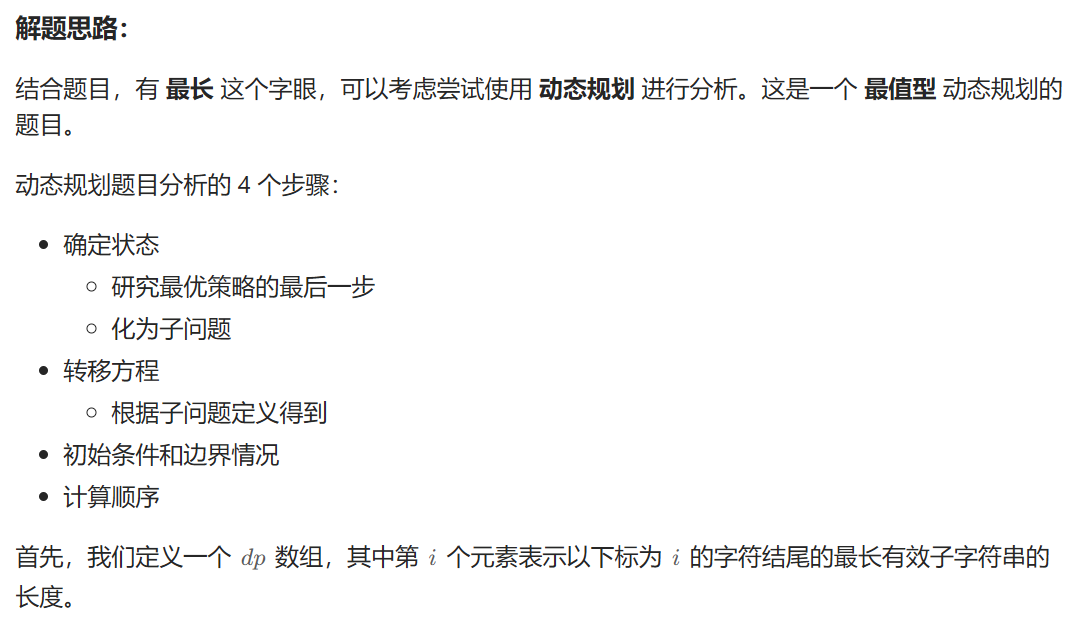 解题思路：
结合题目，有 最长 这个字眼，可以考虑尝试使用 动态规划 进行分析。这是一个 最值型 动态规划的
题目。
动态规划题目分析的 4 个步骤：
• 确定状态
◦ 研究最优策略的最后一步
◦ 化为子问题
• 转移方程
◦ 根据子问题定义得到
• 初始条件和边界情况
• 计算顺序
首先，我们定义一个 dp 数组，其中第 i 个元素表示以下标为 i 的字符结尾的最长有效子字符串的
长度。